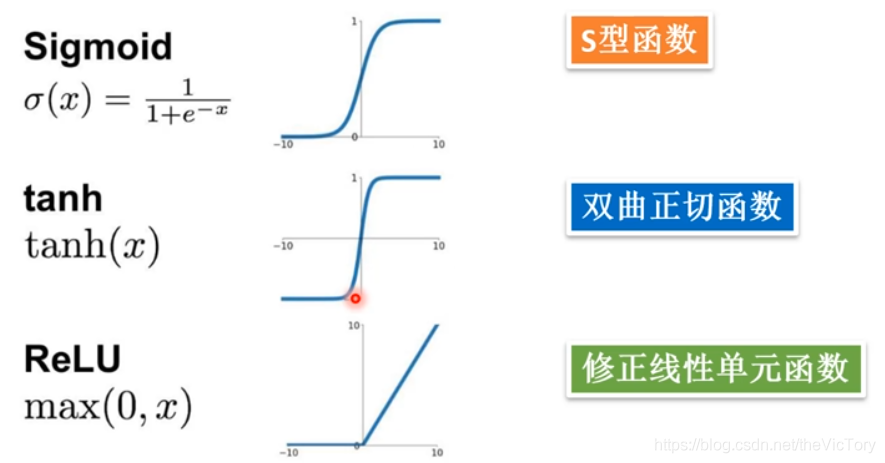 Sigmoid
σ(x) = 1/(1+e^{-x})
1
0
-10
10
S型函数
tanh
tanh(x)
1
-10
10
双曲正切函数
ReLU
max(0, x)
10
0
-10
10
修正线性单元函数
https://blog.csdn.net/theVicTory